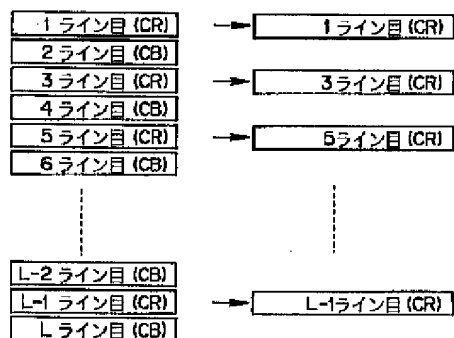 1 ライン目 (CR)
1 ライン目 (CR)
2 ライン目 (CB)
3 ライン目 (CR)
3 ライン目 (CR)
4 ライン目 (CB)
5 ライン目 (CR)
5ライン目 (CR)
6 ライン目 (CB)
L-2 ライン目 (CB)
L-1 ライン目 (CR)
L-1ライン目 (CR)
L ライン目 (CB)